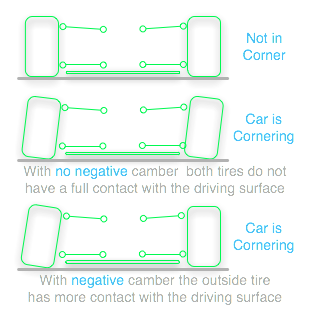 Not in
Corner
Car is
Cornering
With no negative camber both tires do not
have a full contact with the driving surface
Car is
Cornering
With negative camber the outside tire
has more contact with the driving surface